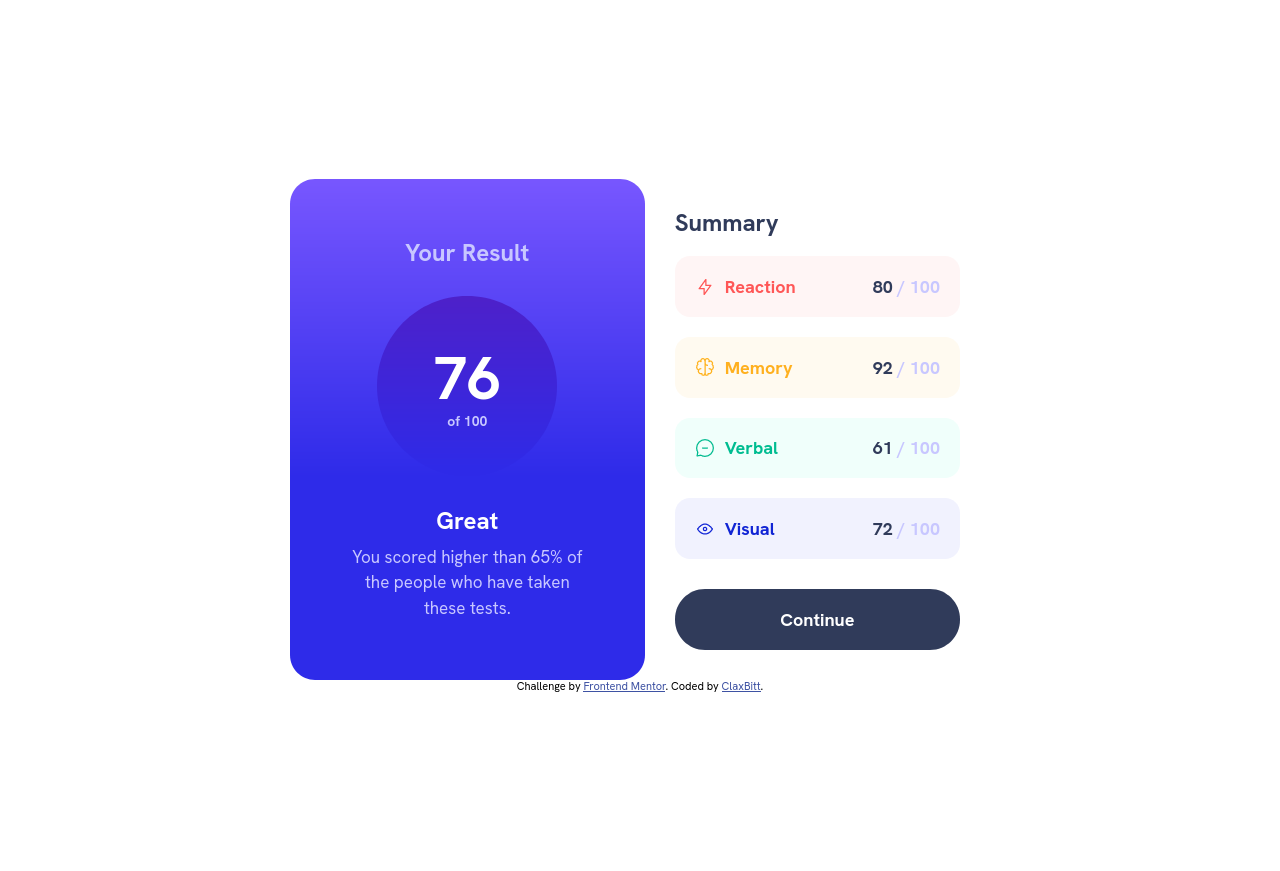 Your Result
76
of 100
Great
You scored higher than 65% of
the people who have taken
these tests.
Summary
Reaction 80 / 100
Memory 92 / 100
Verbal 61 / 100
Visual 72 / 100
Continue
Challenge by Frontend Mentor. Coded by ClaxBitt.